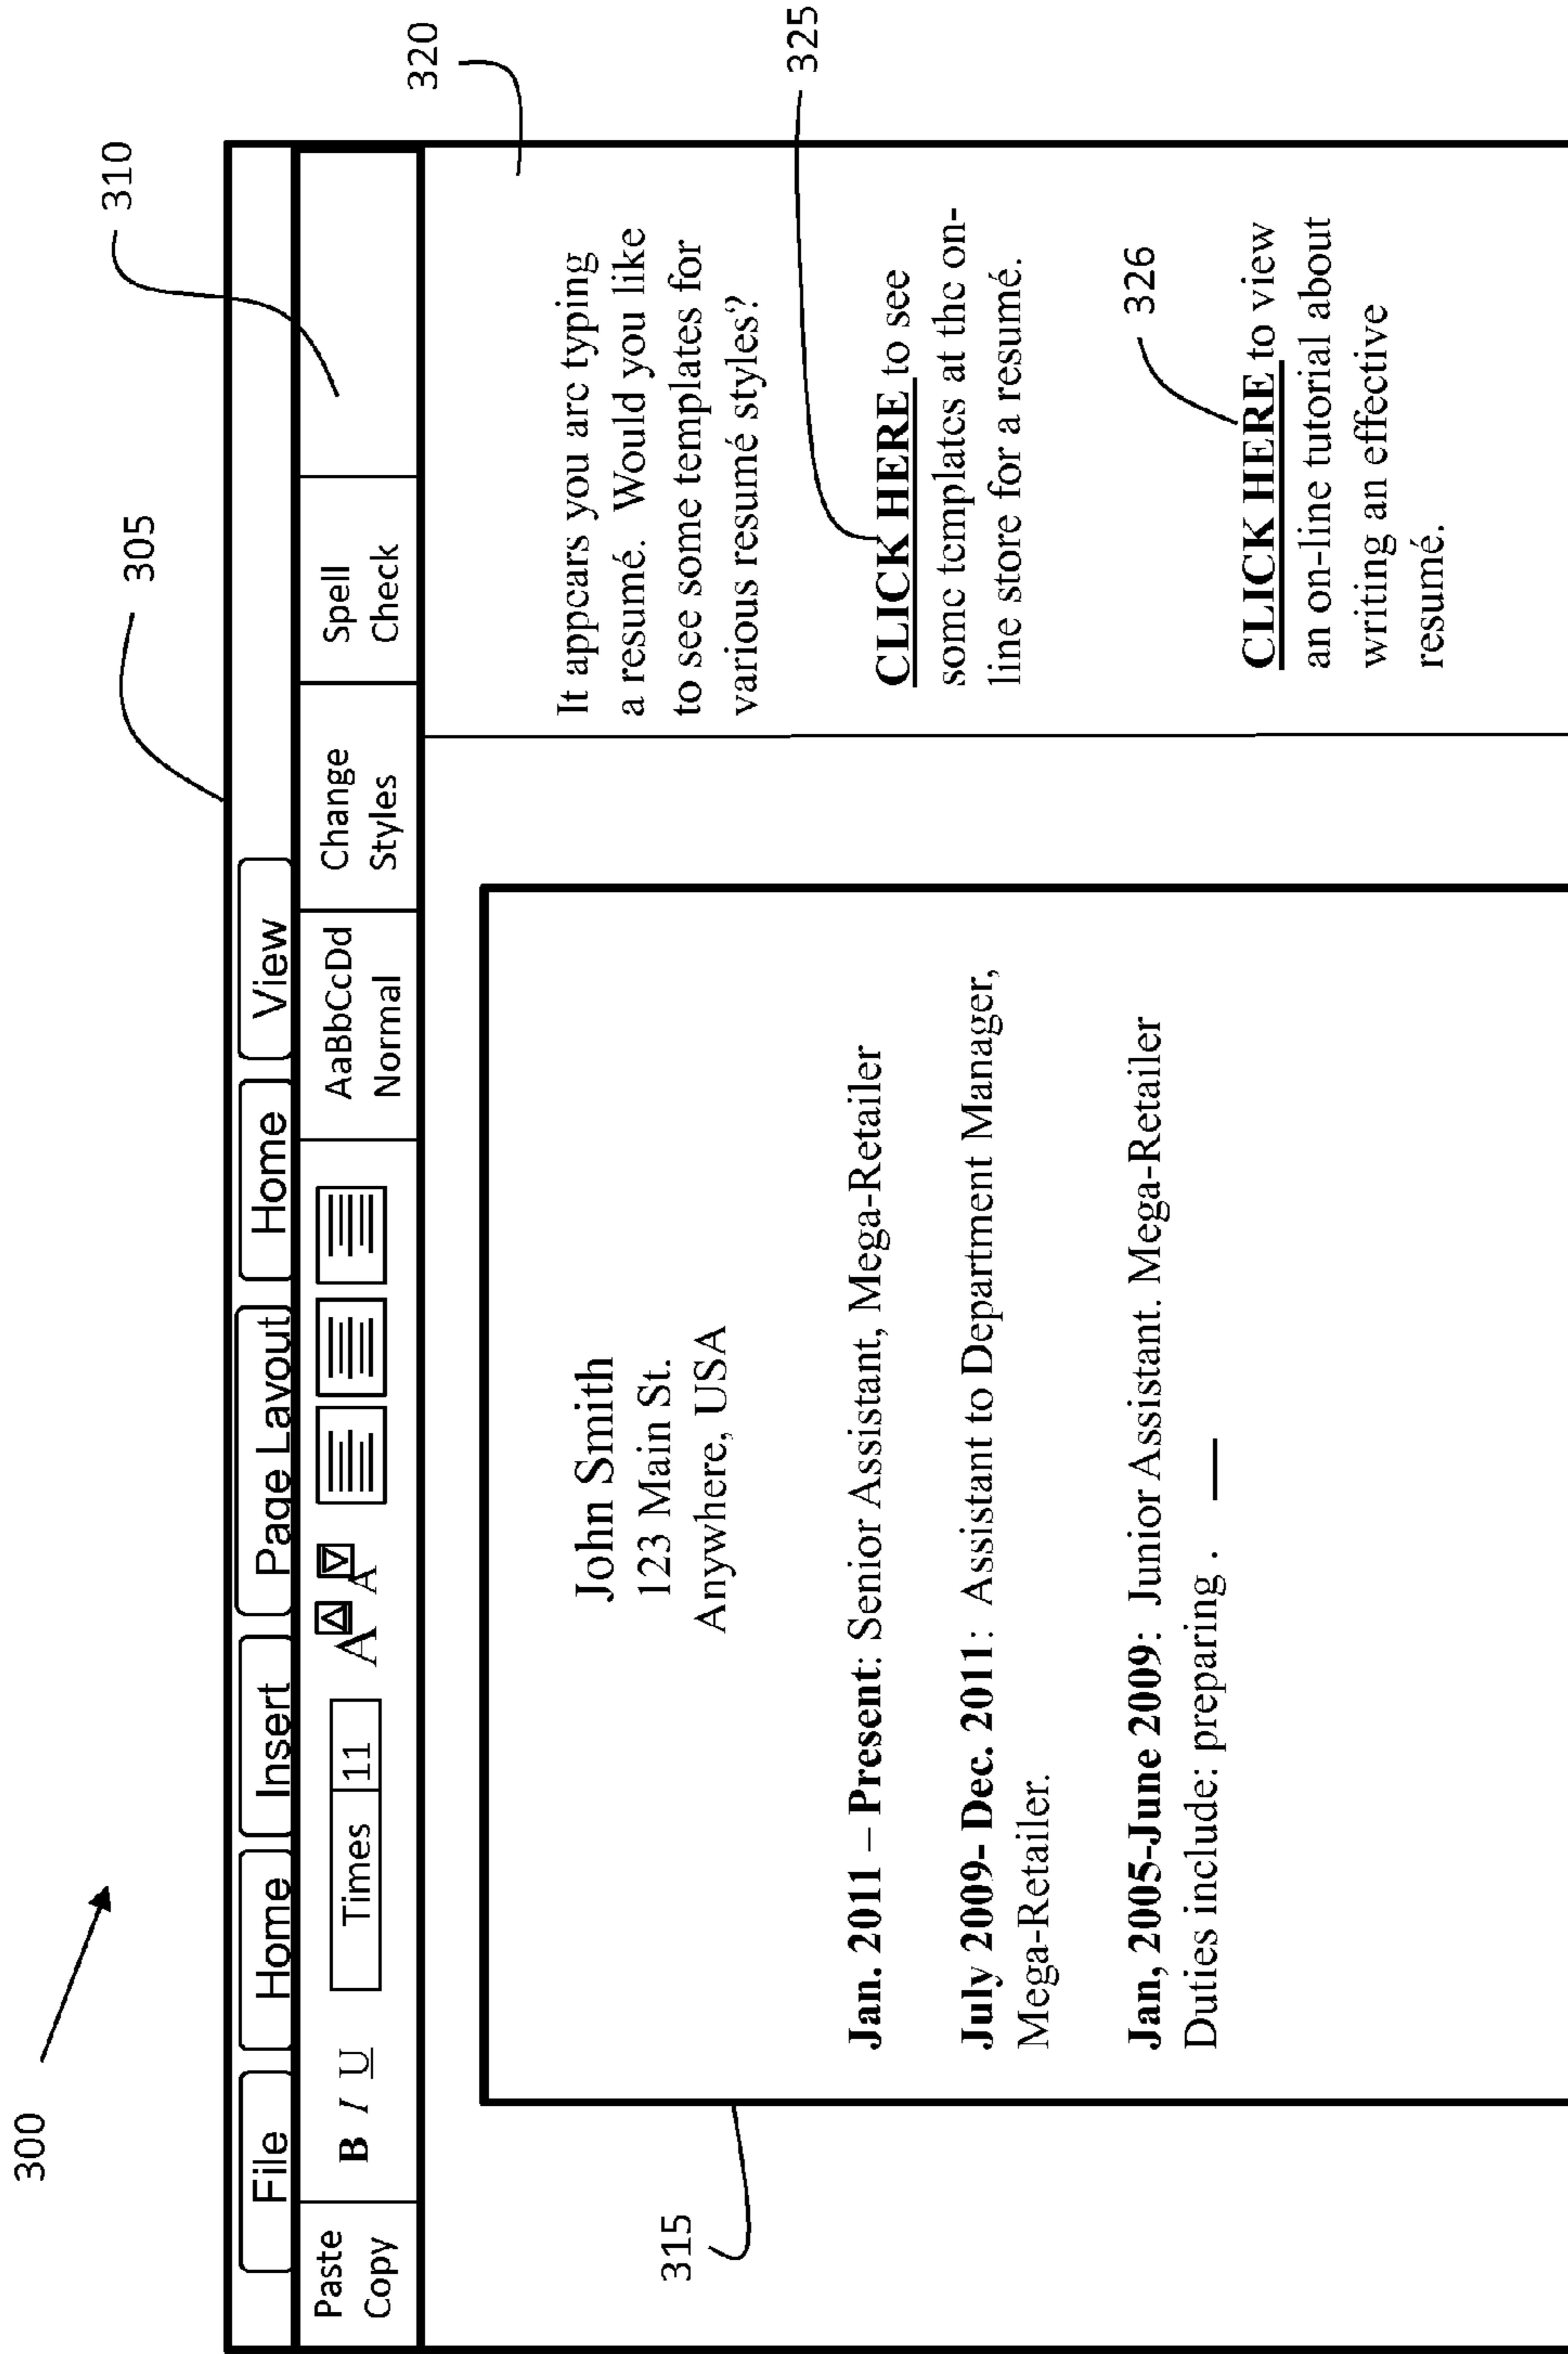 300
305
310
File Home Insert Page Layout Home View
Paste
Copy
B I U
Times 11
A A
AaBbCcDd
Normal
Change
Styles
Spell
Check
320
315
John Smith
123 Main St.
Anywhere, USA
Jan. 2011 – Present: Senior Assistant, Mega-Retailer
July 2009- Dec. 2011: Assistant to Department Manager,
Mega-Retailer.
Jan, 2005-June 2009: Junior Assistant. Mega-Retailer
Duties include: preparing .
It appears you are typing
a resumé. Would you like
to see some templates for
various resumé styles?
325
CLICK HERE to see
some templates at the on-
line store for a resumé.
326
CLICK HERE to view
an on-line tutorial about
writing an effective
resumé.